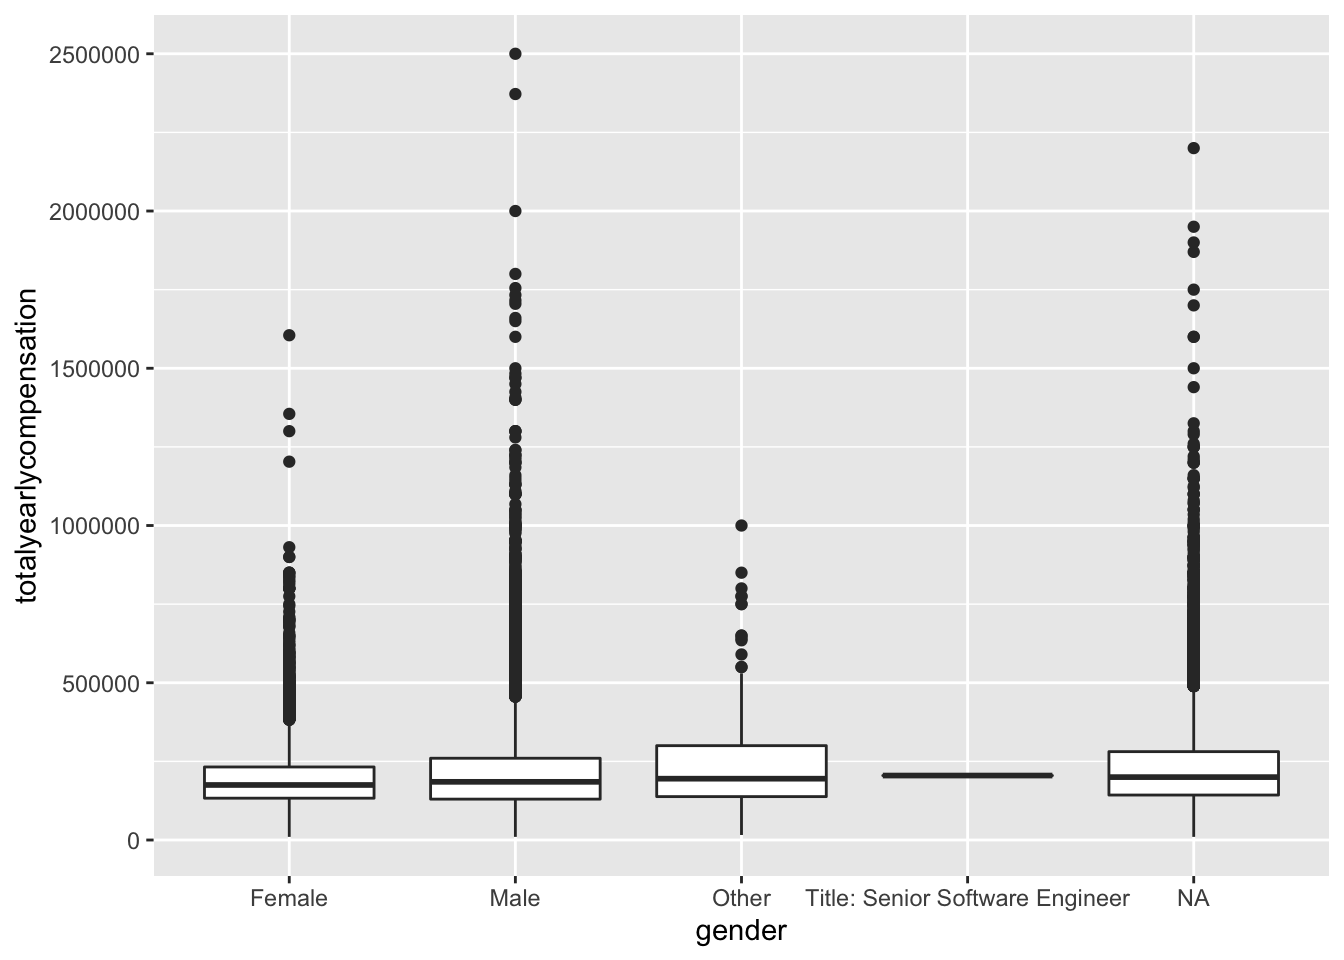 2500000
2000000
1500000
1000000
500000
0
totalyearlycompensation
Female Male Other Title: Senior Software Engineer NA
gender